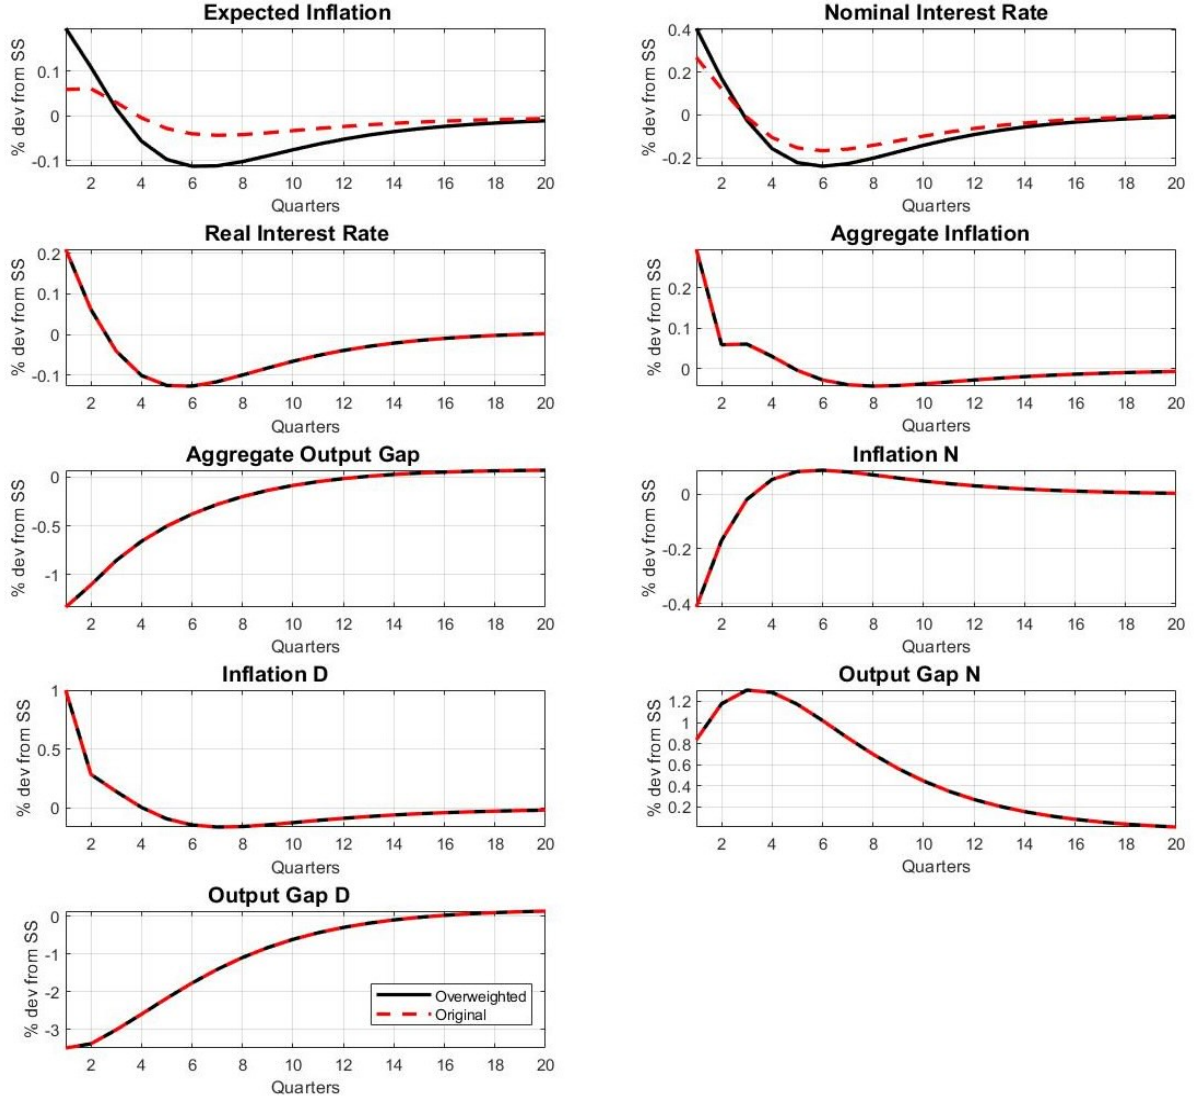 Expected Inflation
% dev from SS
0.1
0
-0.1
2 4 6 8 10 12 14 16 18 20
Quarters
Nominal Interest Rate
% dev from SS
0.4
0.2
0
-0.2
2 4 6 8 10 12 14 16 18 20
Quarters
Real Interest Rate
% dev from SS
0.2
0.1
0
-0.1
2 4 6 8 10 12 14 16 18 20
Quarters
Aggregate Inflation
% dev from SS
0.2
0.1
0
2 4 6 8 10 12 14 16 18 20
Quarters
Aggregate Output Gap
% dev from SS
0
-0.5
-1
2 4 6 8 10 12 14 16 18 20
Quarters
Inflation N
% dev from SS
0
-0.2
-0.4
2 4 6 8 10 12 14 16 18 20
Quarters
Inflation D
% dev from SS
1
0.5
0
2 4 6 8 10 12 14 16 18 20
Quarters
Output Gap N
% dev from SS
1.2
1
0.8
0.6
0.4
0.2
2 4 6 8 10 12 14 16 18 20
Quarters
Output Gap D
% dev from SS
0
-1
-2
-3
Overweighted
Original
2 4 6 8 10 12 14 16 18 20
Quarters